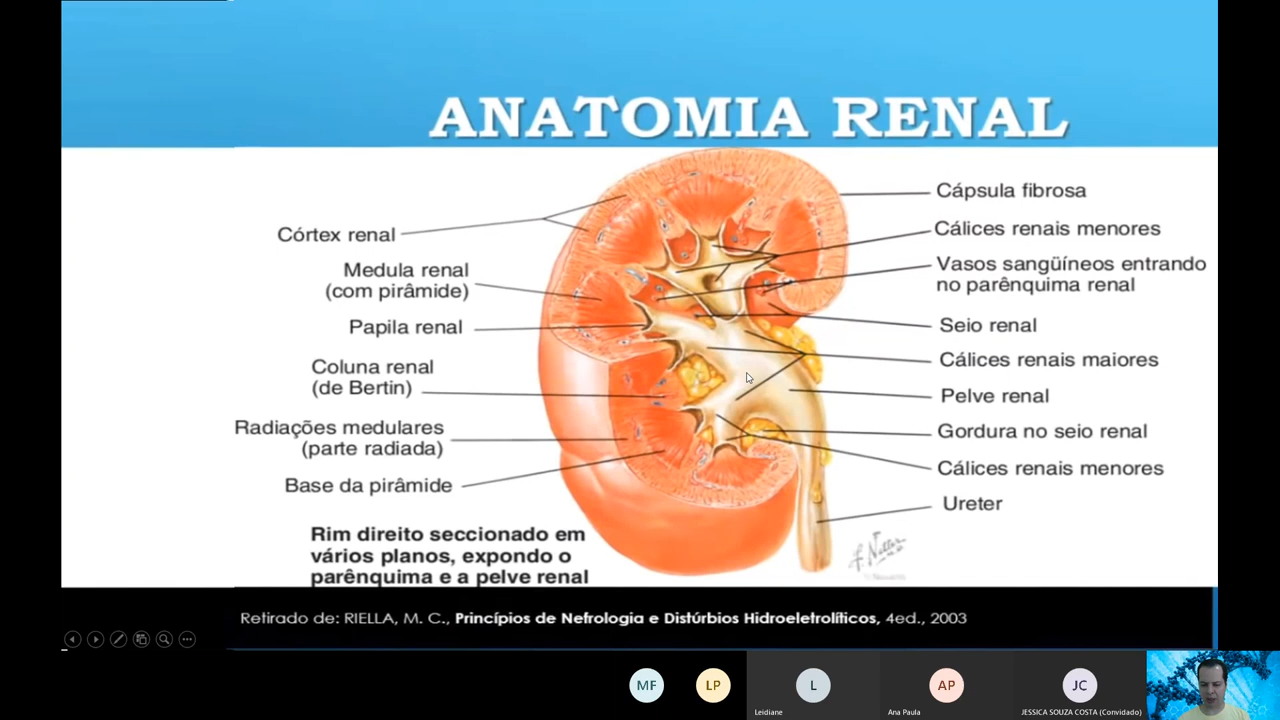 ANATOMIA RENAL
Córtex renal
Medula renal
(com pirâmide)
Papila renal
Coluna renal
(de Bertin)
Radiações medulares
(parte radiada)
Base da pirâmide
Rim direito seccionado em
vários planos, expondo o
parênquima e a pelve renal
Cápsula fibrosa
Cálices renais menores
Vasos sangüíneos entrando
no parênquima renal
Seio renal
Cálices renais maiores
Pelve renal
Gordura no seio renal
Cálices renais menores
Ureter
Retirado de: RIELLA, M. C., Princípios de Nefrologia e Distúrbios Hidroeletrolíticos, 4ed., 2003
MF
LP
L
AP
JC
Leidiane
Ana Paula
JESSICA SOUZA COSTA (Convidado)